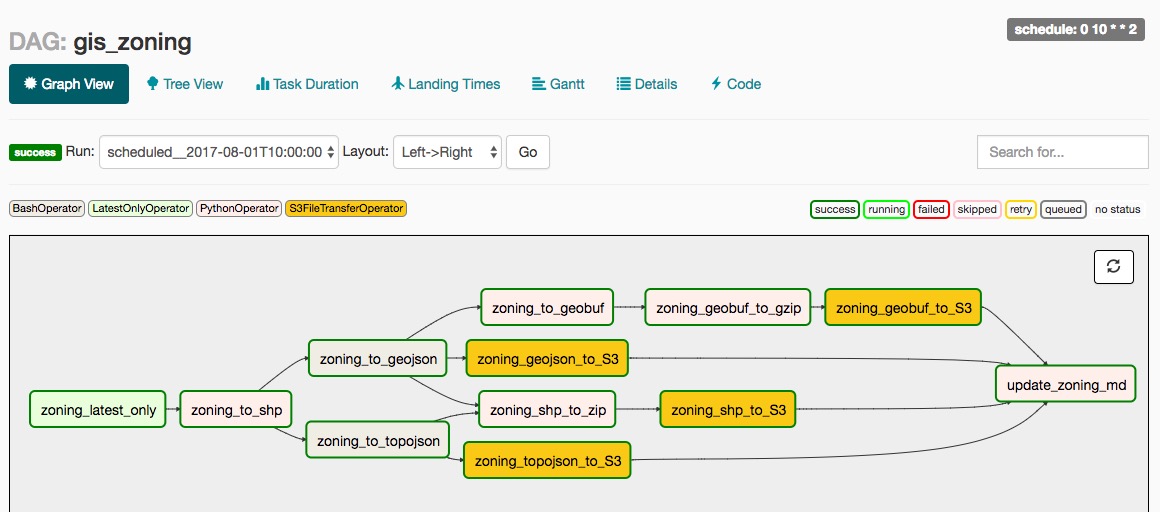 schedule: 0 10 * * 2
DAG: gis_zoning
Graph View Tree View Task Duration Landing Times Gantt Details Code
success Run: scheduled__2017-08-01T10:00:00 Layout: Left->Right Go Search for...
BashOperator LatestOnlyOperator PythonOperator S3FileTransferOperator success running failed skipped retry queued no status
zoning_to_geobuf zoning_geobuf_to_gzip zoning_geobuf_to_S3
zoning_to_geojson zoning_geojson_to_S3
update_zoning_md
zoning_latest_only zoning_to_shp zoning_shp_to_zip zoning_shp_to_S3
zoning_to_topojson
zoning_topojson_to_S3